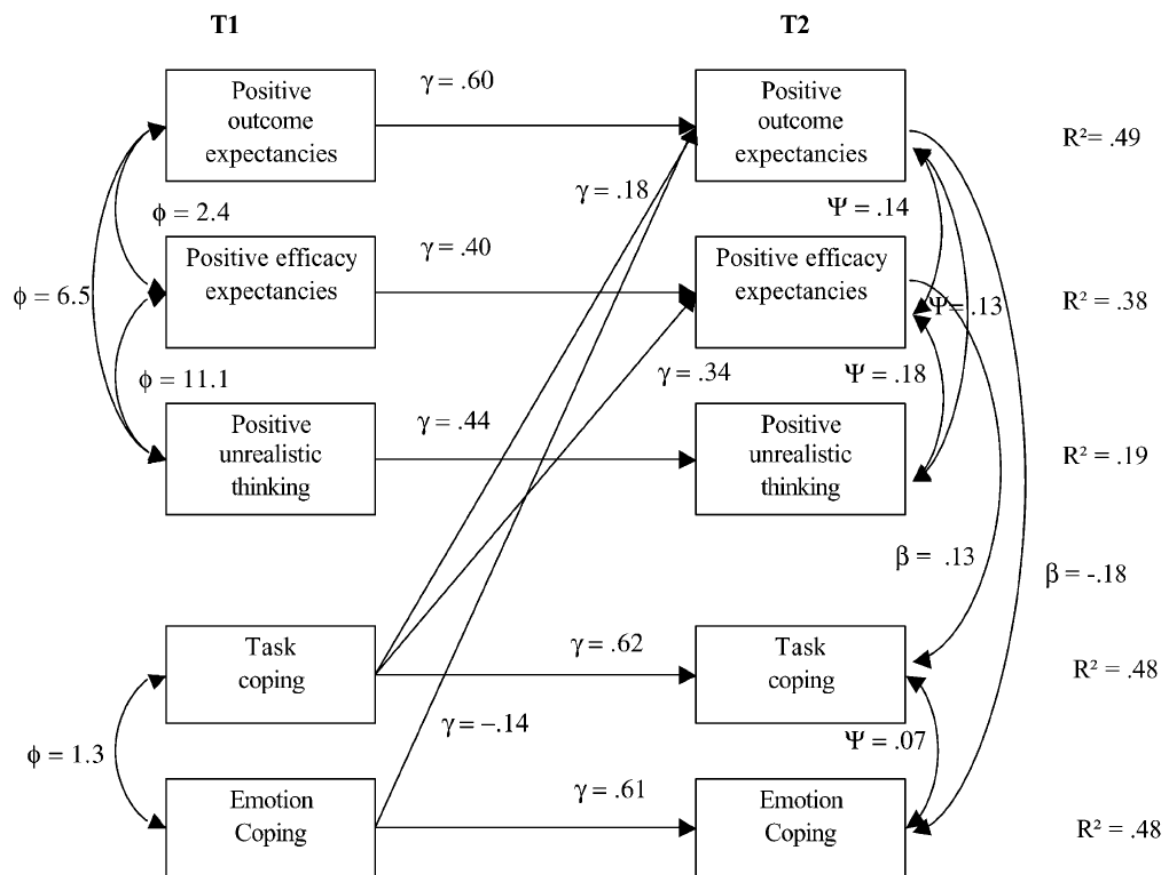 T1
T2
Positive
outcome
expectancies
γ = .60
Positive
outcome
expectancies
R²= .49
γ = .18
ϕ = 2.4
Ψ = .14
Positive efficacy
expectancies
γ = .40
Positive efficacy
expectancies
ϕ = 6.5
Ψ= .13
R² = .38
ϕ = 11.1
γ = .34
Ψ = .18
Positive
unrealistic
thinking
γ = .44
Positive
unrealistic
thinking
R² = .19
β = .13
β = -.18
Task
coping
γ = .62
Task
coping
R² = .48
γ = –.14
Ψ = .07
ϕ = 1.3
Emotion
Coping
γ = .61
Emotion
Coping
R² = .48